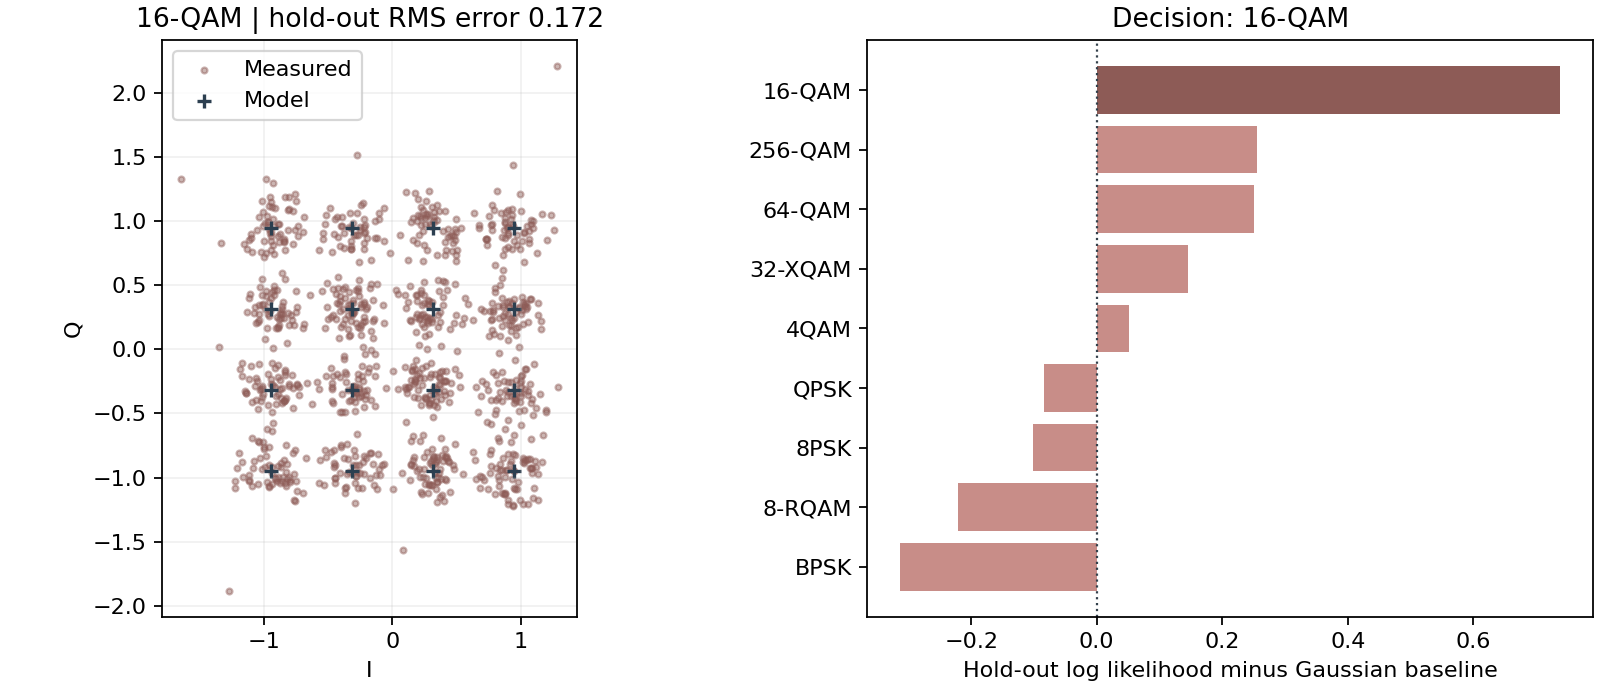 16-QAM | hold-out RMS error 0.172
Measured
Model
2.0
1.5
1.0
0.5
0.0
−0.5
−1.0
−1.5
−2.0
Q
−1
0
1
I
Decision: 16-QAM
16-QAM
256-QAM
64-QAM
32-XQAM
4QAM
QPSK
8PSK
8-RQAM
BPSK
−0.2
0.0
0.2
0.4
0.6
Hold-out log likelihood minus Gaussian baseline